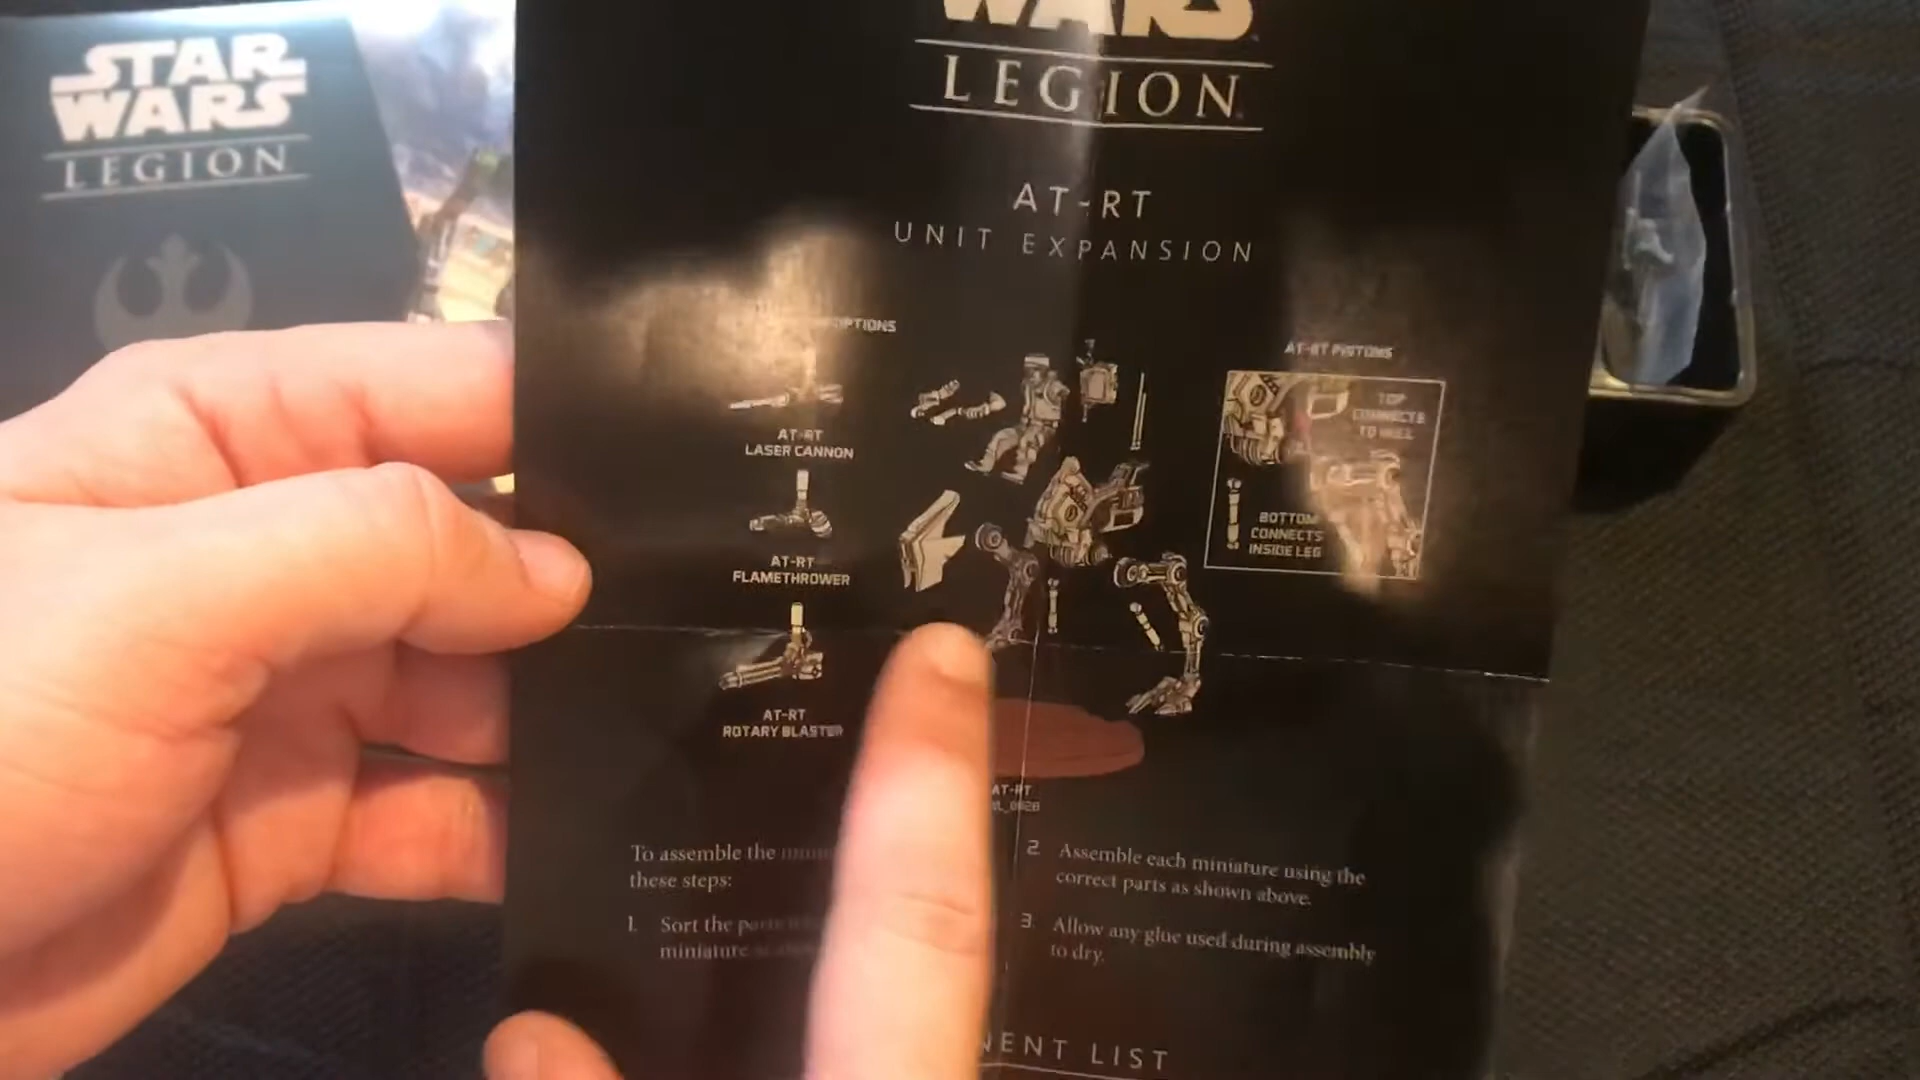 STAR
WARS
LEGION
WARS
LEGION
AT-RT
UNIT EXPANSION
OPTIONS
AT-RT
LASER CANNON
AT-RT
FLAMETHROWER
AT-RT
ROTARY BLASTER
AT-RT PISTONS
TOP
CONNECTS
TO HULL
BOTTOM
CONNECTS
INSIDE LEG
AT-RT
To assemble the
these steps:
1. Sort the parts
miniature
2. Assemble each miniature using the
correct parts as shown above.
3. Allow any glue used during assembly
to dry.
LIST